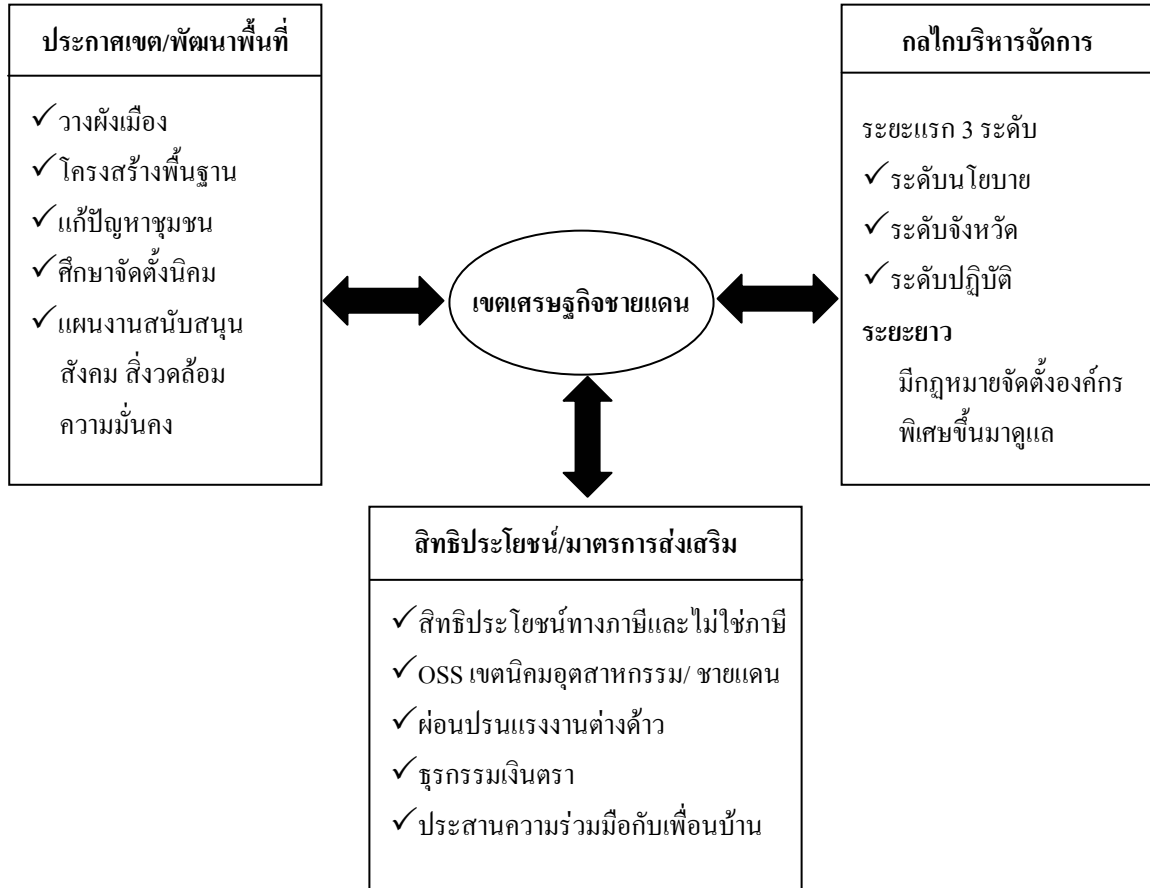 ประกาศเขต/พัฒนาพื้นที่
✓ วางผังเมือง
✓ โครงสร้างพื้นฐาน
✓ แก้ปัญหาชุมชน
✓ ศึกษาจัดตั้งนิคม
✓ แผนงานสนับสนุน
สังคม สิ่งวดล้อม
ความมั่นคง
กลไกบริหารจัดการ
ระยะแรก 3 ระดับ
✓ ระดับนโยบาย
✓ ระดับจังหวัด
✓ ระดับปฏิบัติ
ระยะยาว
มีกฎหมายจัดตั้งองค์กร
พิเศษขึ้นมาดูแล
เขตเศรษฐกิจชายแดน
สิทธิประโยชน์/มาตรการส่งเสริม
✓ สิทธิประโยชน์ทางภาษีและไม่ใช่ภาษี
✓ OSS เขตนิคมอุตสาหกรรม/ ชายแดน
✓ ผ่อนปรนแรงงานต่างด้าว
✓ ธุรกรรมเงินตรา
✓ ประสานความร่วมมือกับเพื่อนบ้าน